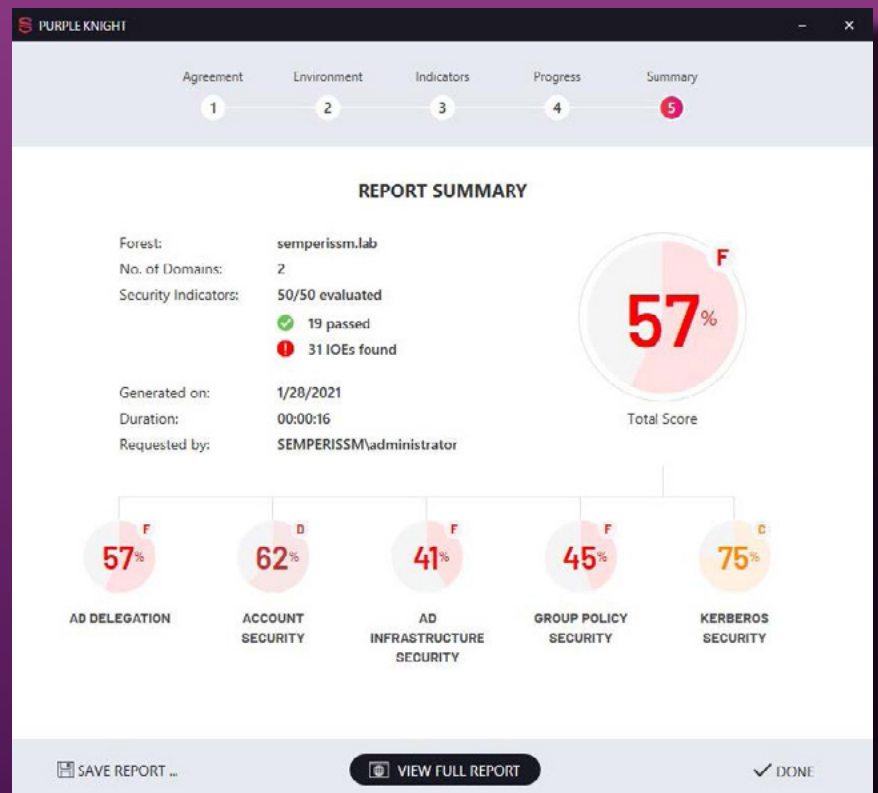 PURPLE KNIGHT
Agreement Environment Indicators Progress Summary
1 2 3 4 5
REPORT SUMMARY
Forest: semperissm.lab
No. of Domains: 2
Security Indicators: 50/50 evaluated
19 passed
31 IOEs found
Generated on: 1/28/2021
Duration: 00:00:16
Requested by: SEMPERISSM\administrator
F
57%
Total Score
F D F F C
57% 62% 41% 45% 75%
AD DELEGATION
ACCOUNT
SECURITY
AD
INFRASTRUCTURE
SECURITY
GROUP POLICY
SECURITY
KERBEROS
SECURITY
SAVE REPORT ... VIEW FULL REPORT DONE